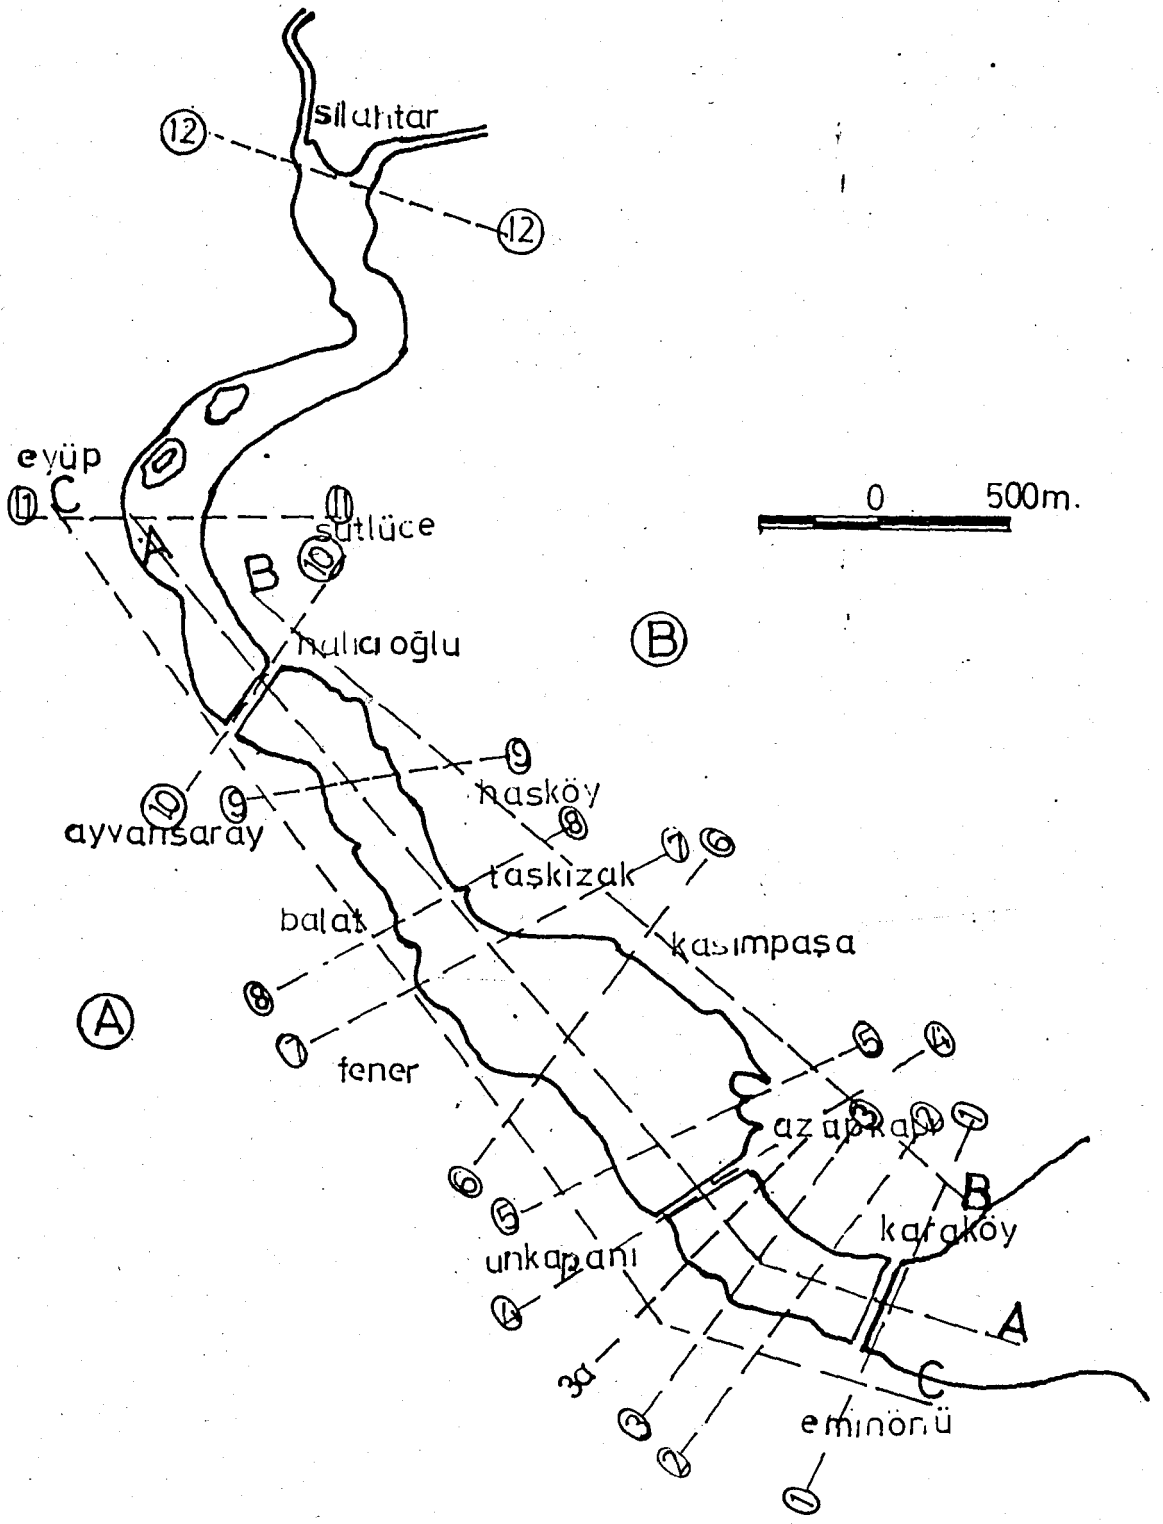 silahtar
12
12
eyüp
C
11
11
sütlüce
0 500m.
A
10
B
halıcıoğlu
B
9
hasköy
10
9
8
ayvansaray
7
6
taşkızak
balat
kasımpaşa
8
A
7
5
4
fener
3
2
1
azapkapı
6
B
5
karaköy
unkapanı
4
A
3a
C
3
eminönü
2
1